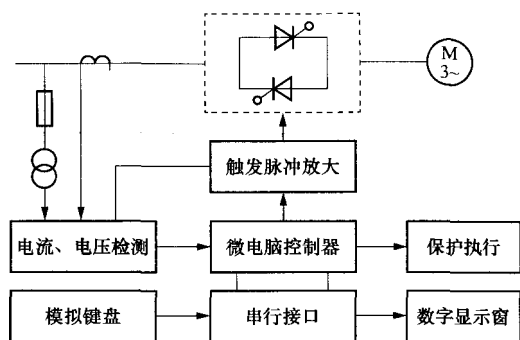 M
3~
触发脉冲放大
电流、电压检测
微电脑控制器
保护执行
模拟键盘
串行接口
数字显示窗